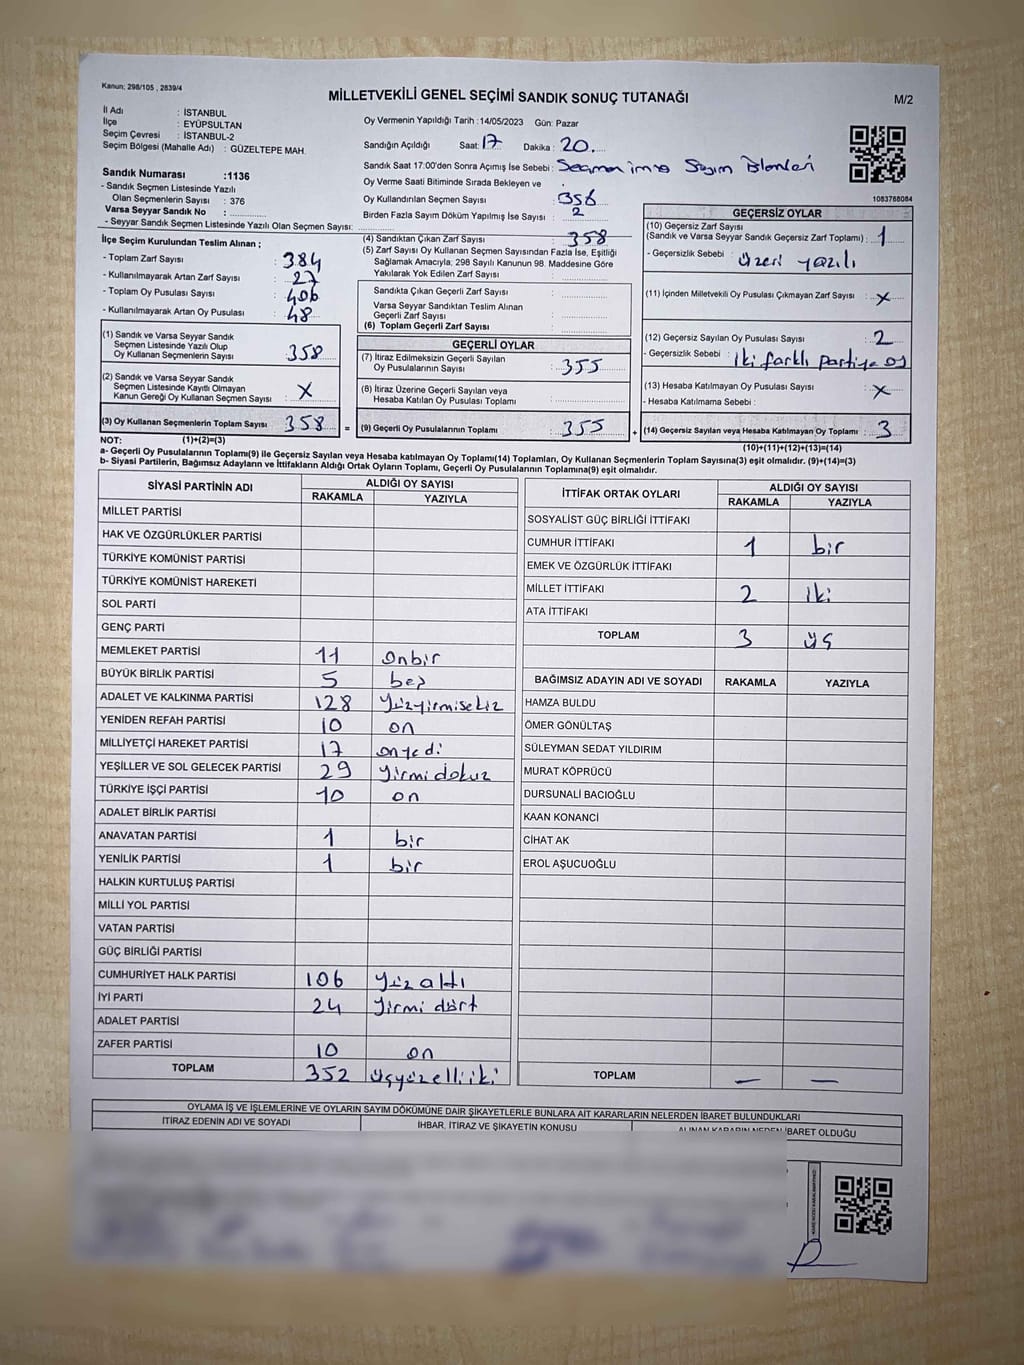 Kanun; 298/105 , 2839/4
MİLLETVEKİLİ GENEL SEÇİMİ SANDIK SONUÇ TUTANAĞI
M/2
İl Adı : İSTANBUL
İlçe : EYÜPSULTAN
Seçim Çevresi : İSTANBUL-2
Seçim Bölgesi (Mahalle Adı) : GÜZELTEPE MAH.
Oy Vermenin Yapıldığı Tarih :14/05/2023 Gün: Pazar
Sandığın Açıldığı Saat: 17 Dakika : 20.
Sandık Saat 17:00'den Sonra Açımış İse Sebebi : Seçmen imza Sayım
Sandık Numarası :1136
- Sandık Seçmen Listesinde Yazılı
Olan Seçmenlerin Sayısı : 376
Varsa Seyyar Sandık No :
- Seyyar Sandık Seçmen Listesinde Yazılı Olan Seçmen Sayısı:
Oy Verme Saati Bitiminde Sırada Bekleyen ve
Oy Kullandırılan Seçmen Sayısı : 356
Birden Fazla Sayım Döküm Yapılmış İse Sayısı : 2
1083768084
İlçe Seçim Kurulundan Teslim Alınan ;
- Toplam Zarf Sayısı : 384
- Kullanılmayarak Artan Zarf Sayısı : 27
- Toplam Oy Pusulası Sayısı : 406
- Kullanılmayarak Artan Oy Pusulası : 48
(1) Sandık ve Varsa Seyyar Sandık
Seçmen Listesinde Yazılı Olup
Oy Kullanan Seçmenlerin Sayısı : 358
(2) Sandık ve Varsa Seyyar Sandık
Seçmen Listesinde Kayıtlı Olmayan
Kanun Gereği Oy Kullanan Seçmen Sayısı : X
(3) Oy Kullanan Seçmenlerin Toplam Sayısı : 358 =
(4) Sandıktan Çıkan Zarf Sayısı : 358
(5) Zarf Sayısı Oy Kullanan Seçmen Sayısından Fazla İse, Eşitliği
Sağlamak Amacıyla; 298 Sayılı Kanunun 98. Maddesine Göre
Yakılarak Yok Edilen Zarf Sayısı :
Sandıkta Çıkan Geçerli Zarf Sayısı :
Varsa Seyyar Sandıktan Teslim Alınan
Geçerli Zarf Sayısı :
(6) Toplam Geçerli Zarf Sayısı :
GEÇERLİ OYLAR
(7) İtiraz Edilmeksizin Geçerli Sayılan
Oy Pusulalarının Sayısı : 355
(8) İtiraz Üzerine Geçerli Sayılan veya
Hesaba Katılan Oy Pusulası Toplamı :
(9) Geçerli Oy Pusulalarının Toplamı : 355 +
GEÇERSİZ OYLAR
(10) Geçersiz Zarf Sayısı
(Sandık ve Varsa Seyyar Sandık Geçersiz Zarf Toplamı) : 1
- Geçersizlik Sebebi : Üzeri yazılı
(11) İçinden Milletvekili Oy Pusulası Çıkmayan Zarf Sayısı : X
(12) Geçersiz Sayılan Oy Pusulası Sayısı : 2
- Geçersizlik Sebebi : İki farklı partiye oy
(13) Hesaba Katılmayan Oy Pusulası Sayısı : X
- Hesaba Katılmama Sebebi :
(14) Geçersiz Sayılan veya Hesaba Katılmayan Oy Toplamı : 3
NOT: (1)+(2)=(3)
(10)+(11)+(12)+(13)=(14)
a- Geçerli Oy Pusulalarının Toplamı(9) ile Geçersiz Sayılan veya Hesaba Katılmayan Oy Toplamı(14) Toplamları, Oy Kullanan Seçmenlerin Toplam Sayısına(3) eşit olmalıdır. (9)+(14)=(3)
b- Siyasi Partilerin, Bağımsız Adayların ve İttifakların Aldığı Ortak Oyların Toplamı, Geçerli Oy Pusulalarının Toplamına(9) eşit olmalıdır.
SİYASİ PARTİNİN ADI ALDIĞI OY SAYISI
RAKAMLA YAZIYLA
MİLLET PARTİSİ
HAK VE ÖZGÜRLÜKLER PARTİSİ
TÜRKİYE KOMÜNİST PARTİSİ
TÜRKİYE KOMÜNİST HAREKETİ
SOL PARTİ
GENÇ PARTİ
MEMLEKET PARTİSİ 11 onbir
BÜYÜK BİRLİK PARTİSİ 5 beş
ADALET VE KALKINMA PARTİSİ 128 yüzyirmisekiz
YENİDEN REFAH PARTİSİ 10 on
MİLLİYETÇİ HAREKET PARTİSİ 17 onyedi
YEŞİLLER VE SOL GELECEK PARTİSİ 29 yirmidokuz
TÜRKİYE İŞÇİ PARTİSİ 10 on
ADALET BİRLİK PARTİSİ
ANAVATAN PARTİSİ 1 bir
YENİLİK PARTİSİ 1 bir
HALKIN KURTULUŞ PARTİSİ
MİLLİ YOL PARTİSİ
VATAN PARTİSİ
GÜÇ BİRLİĞİ PARTİSİ
CUMHURİYET HALK PARTİSİ 106 yüzaltı
İYİ PARTİ 24 yirmi dört
ADALET PARTİSİ
ZAFER PARTİSİ 10 on
TOPLAM 352 üçyüzelliiki
İTTİFAK ORTAK OYLARI ALDIĞI OY SAYISI
RAKAMLA YAZIYLA
SOSYALİST GÜÇ BİRLİĞİ İTTİFAKI
CUMHUR İTTİFAKI 1 bir
EMEK VE ÖZGÜRLÜK İTTİFAKI
MİLLET İTTİFAKI 2 iki
ATA İTTİFAKI
TOPLAM 3 üç
BAĞIMSIZ ADAYIN ADI VE SOYADI RAKAMLA YAZIYLA
HAMZA BULDU
ÖMER GÖNÜLTAŞ
SÜLEYMAN SEDAT YILDIRIM
MURAT KÖPRÜCÜ
DURSUNALİ BACIOĞLU
KAAN KONANCİ
CİHAT AK
EROL AŞUCUOĞLU
TOPLAM — —
OYLAMA İŞ VE İŞLEMLERİNE VE OYLARIN SAYIM DÖKÜMÜNE DAİR ŞİKAYETLERLE BUNLARA AİT KARARLARIN NELERDEN İBARET BULUNDUKLARI
İTİRAZ EDENİN ADI VE SOYADI İHBAR, İTİRAZ VE ŞİKAYETİN KONUSU ALINAN KARARIN NEDEN İBARET OLDUĞU